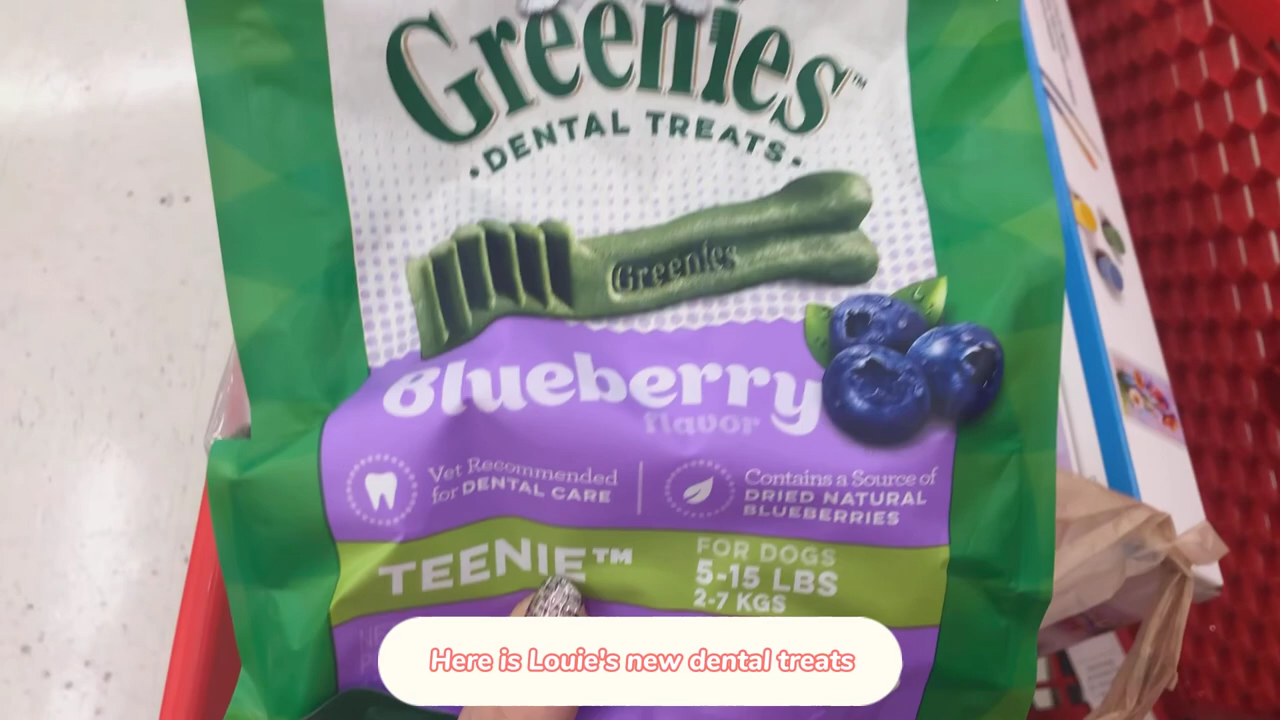 Greenies™
DENTAL TREATS
Greenies
Blueberry
flavor
Vet Recommended
for DENTAL CARE
Contains a Source of
DRIED NATURAL
BLUEBERRIES
TEENIE™
FOR DOGS
5-15 LBS
2-7 KGS
Here is Louie's new dental treats